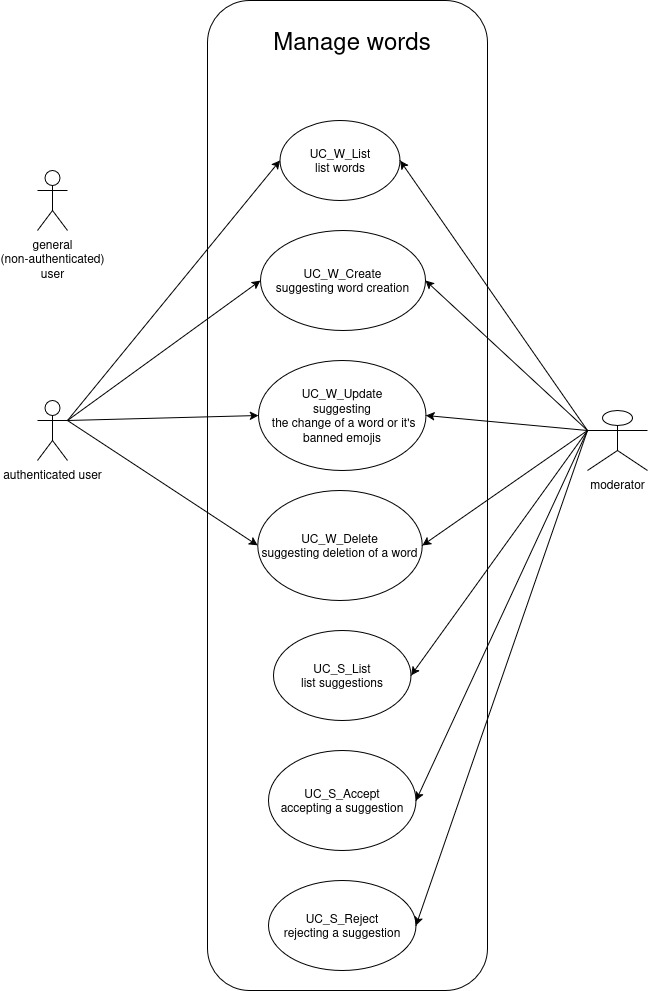 Manage words
UC_W_List
list words
general
(non-authenticated)
user
UC_W_Create
suggesting word creation
UC_W_Update
suggesting
the change of a word or it's
banned emojis
authenticated user
moderator
UC_W_Delete
suggesting deletion of a word
UC_S_List
list suggestions
UC_S_Accept
accepting a suggestion
UC_S_Reject
rejecting a suggestion